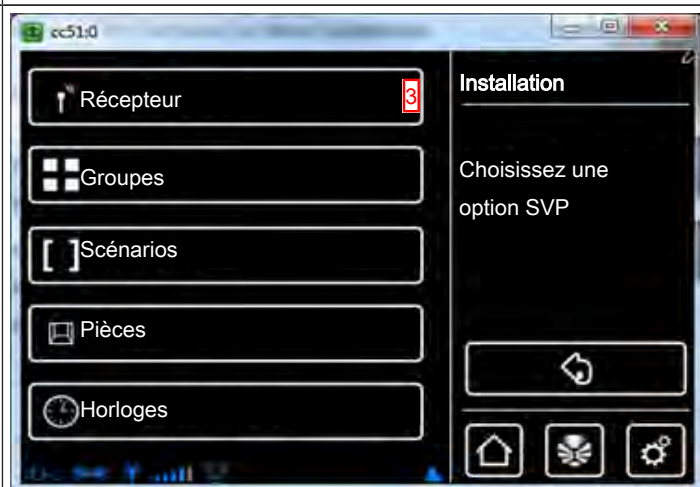 cc51:0
Récepteur
3
Groupes
[ ]Scénarios
Pièces
Horloges
Installation
Choisissez une
option SVP